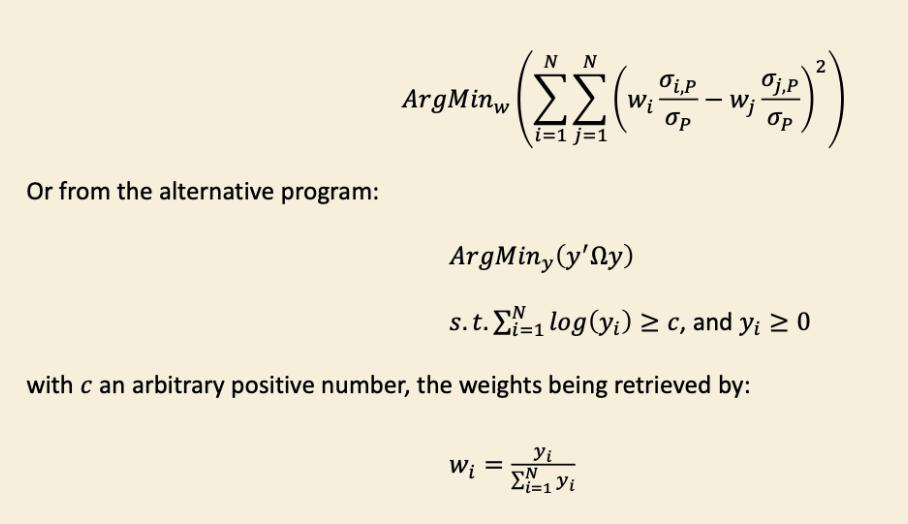 ArgMin_w (∑_{i=1}^{N} ∑_{j=1}^{N} (w_i σ_{i,P}/σ_P − w_j σ_{j,P}/σ_P)^2)
Or from the alternative program:
ArgMin_y(y′Ωy)
s.t. ∑_{i=1}^{N} log(y_i) ≥ c, and y_i ≥ 0
with c an arbitrary positive number, the weights being retrieved by:
w_i = y_i/∑_{i=1}^{N} y_i